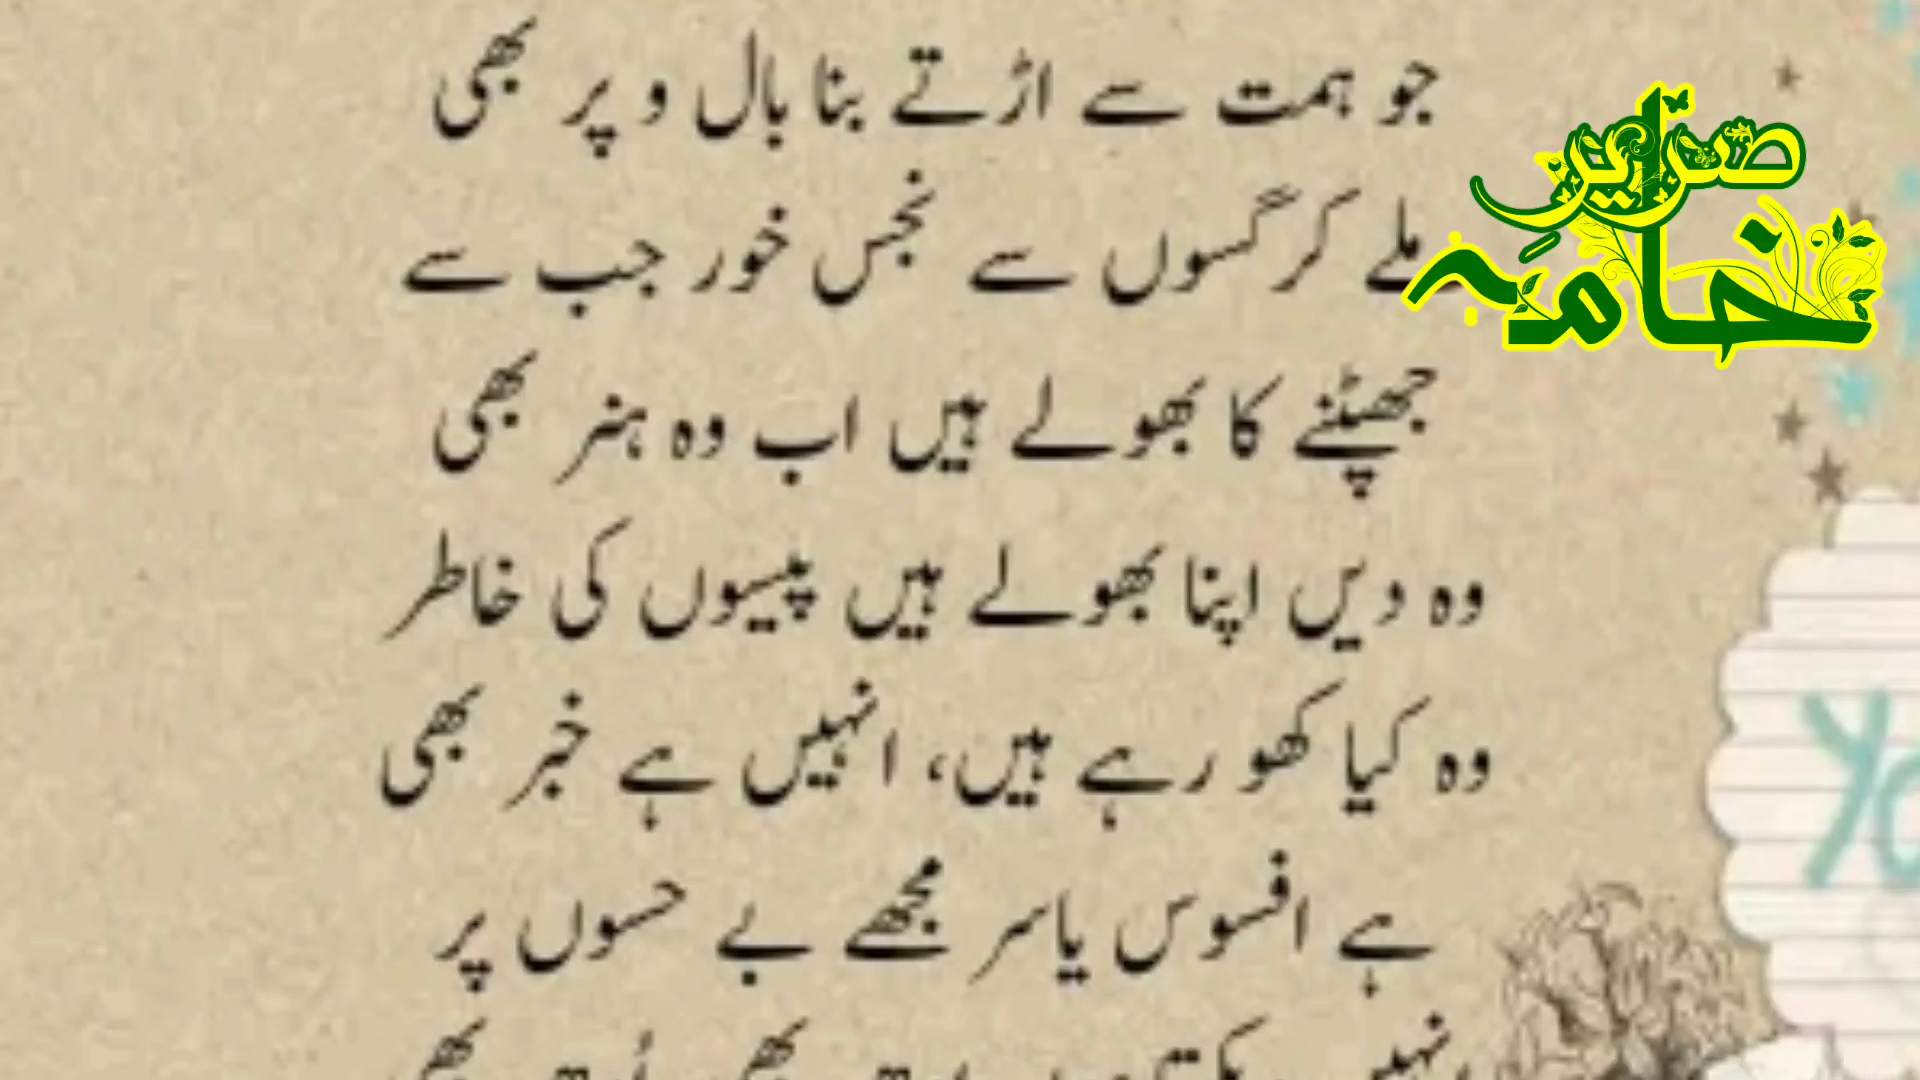 جو ہمت سے اڑتے بنا بال و پر بھی
ملے کرگسوں سے نجس خور جب سے
جھپٹنے کا بھولے ہیں اب وہ ہنر بھی
وہ دیں اپنا بھولے ہیں پیسوں کی خاطر
وہ کیا کھو رہے ہیں، انہیں ہے خبر بھی
ہے افسوس یاسر مجھے بے حسوں پر
صریرِ
خامہ